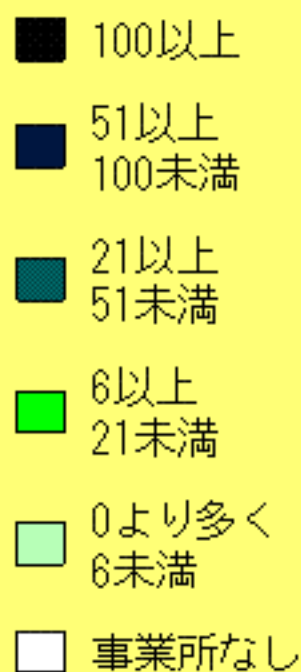 100以上
51以上
100未満
21以上
51未満
6以上
21未満
0より多く
6未満
事業所なし